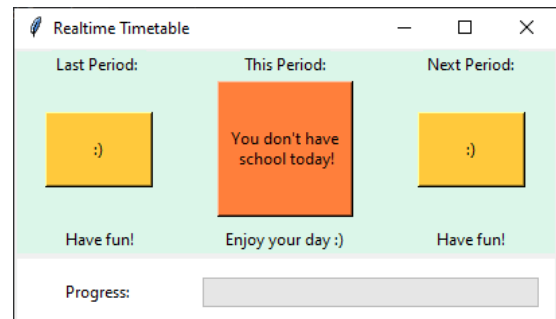 Realtime Timetable
Last Period:
This Period:
Next Period:
:)
You don't have
school today!
:)
Have fun!
Enjoy your day :)
Have fun!
Progress: